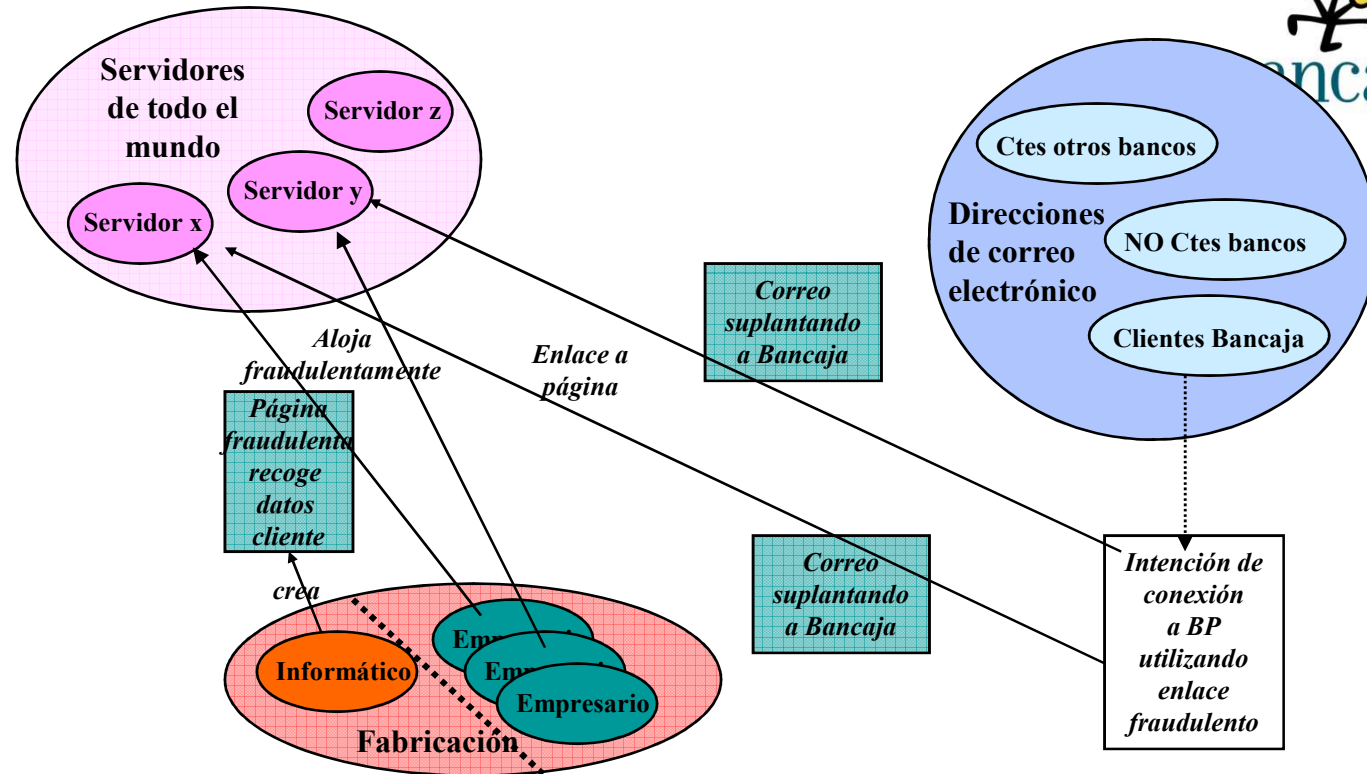 Servidores
de todo el
mundo
Servidor z
Servidor y
Servidor x
Ctes otros bancos
Direcciones
de correo
electrónico
NO Ctes bancos
Clientes Bancaja
Correo
suplantando
a Bancaja
Aloja
fraudulentamente
Enlace a
página
Página
fraudulenta
recoge
datos
cliente
crea
Correo
suplantando
a Bancaja
Intención de
conexión
a BP
utilizando
enlace
fraudulento
Informático
Empresario
Fabricación